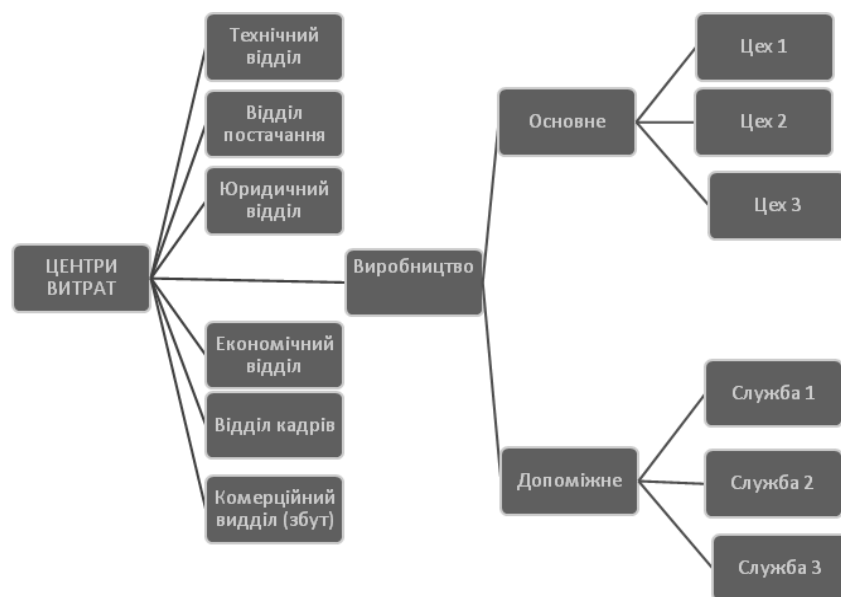 Технічний
відділ
Відділ
постачання
Юридичний
відділ
ЦЕНТРИ
ВИТРАТ
Економічний
відділ
Відділ кадрів
Комерційний
видділ (збут)
Виробництво
Основне
Цех 1
Цех 2
Цех 3
Допоміжне
Служба 1
Служба 2
Служба 3